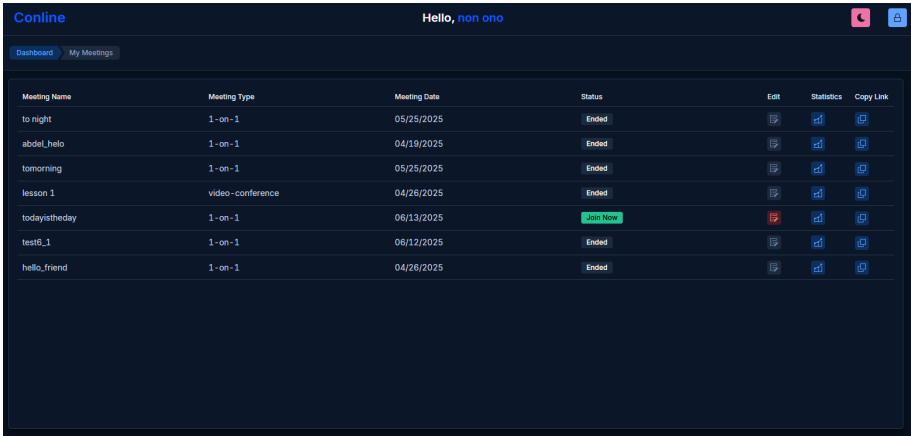 Conline Hello, non ono
Dashboard My Meetings
Meeting Name Meeting Type Meeting Date Status Edit Statistics Copy Link
to night 1-on-1 05/25/2025 Ended
abdel_helo 1-on-1 04/19/2025 Ended
tomorning 1-on-1 05/25/2025 Ended
lesson 1 video-conference 04/26/2025 Ended
todayistheday 1-on-1 06/13/2025 Join Now
test6_1 1-on-1 06/12/2025 Ended
hello_friend 1-on-1 04/26/2025 Ended